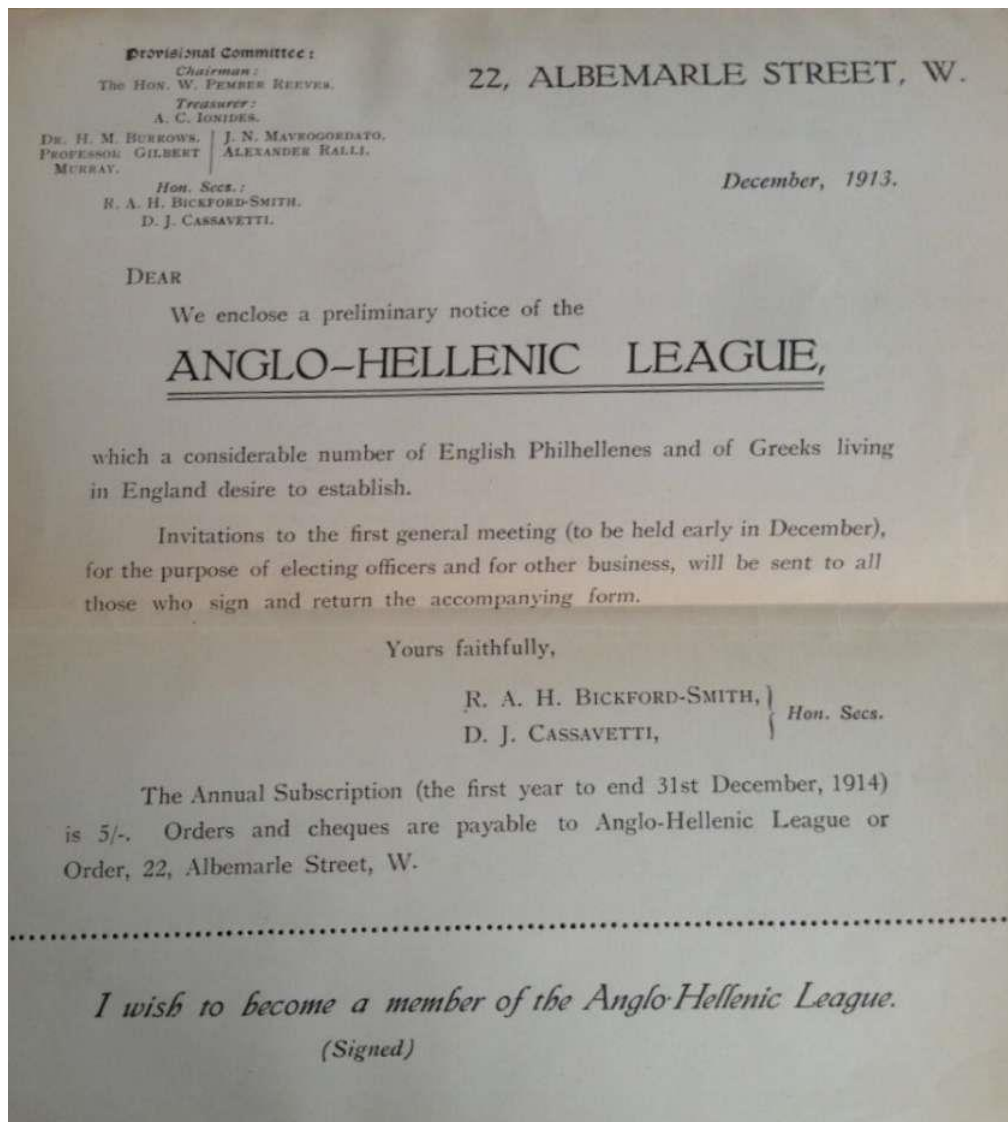 Provisional Committee:
Chairman:
The Hon. W. Pember Reeves.
Treasurer:
A. C. Ionides.
Dr. H. M. Burrows.
Professor Gilbert
Murray.
J. N. Mavrogordato.
Alexander Ralli.
Hon. Secs.:
R. A. H. Bickford-Smith.
D. J. Cassavetti.
22, ALBEMARLE STREET, W.
December, 1913.
Dear
We enclose a preliminary notice of the
ANGLO-HELLENIC LEAGUE,
which a considerable number of English Philhellenes and of Greeks living
in England desire to establish.
Invitations to the first general meeting (to be held early in December),
for the purpose of electing officers and for other business, will be sent to all
those who sign and return the accompanying form.
Yours faithfully,
R. A. H. Bickford-Smith,
D. J. Cassavetti,
Hon. Secs.
The Annual Subscription (the first year to end 31st December, 1914)
is 5/-. Orders and cheques are payable to Anglo-Hellenic League or
Order, 22, Albemarle Street, W.
I wish to become a member of the Anglo-Hellenic League.
(Signed)